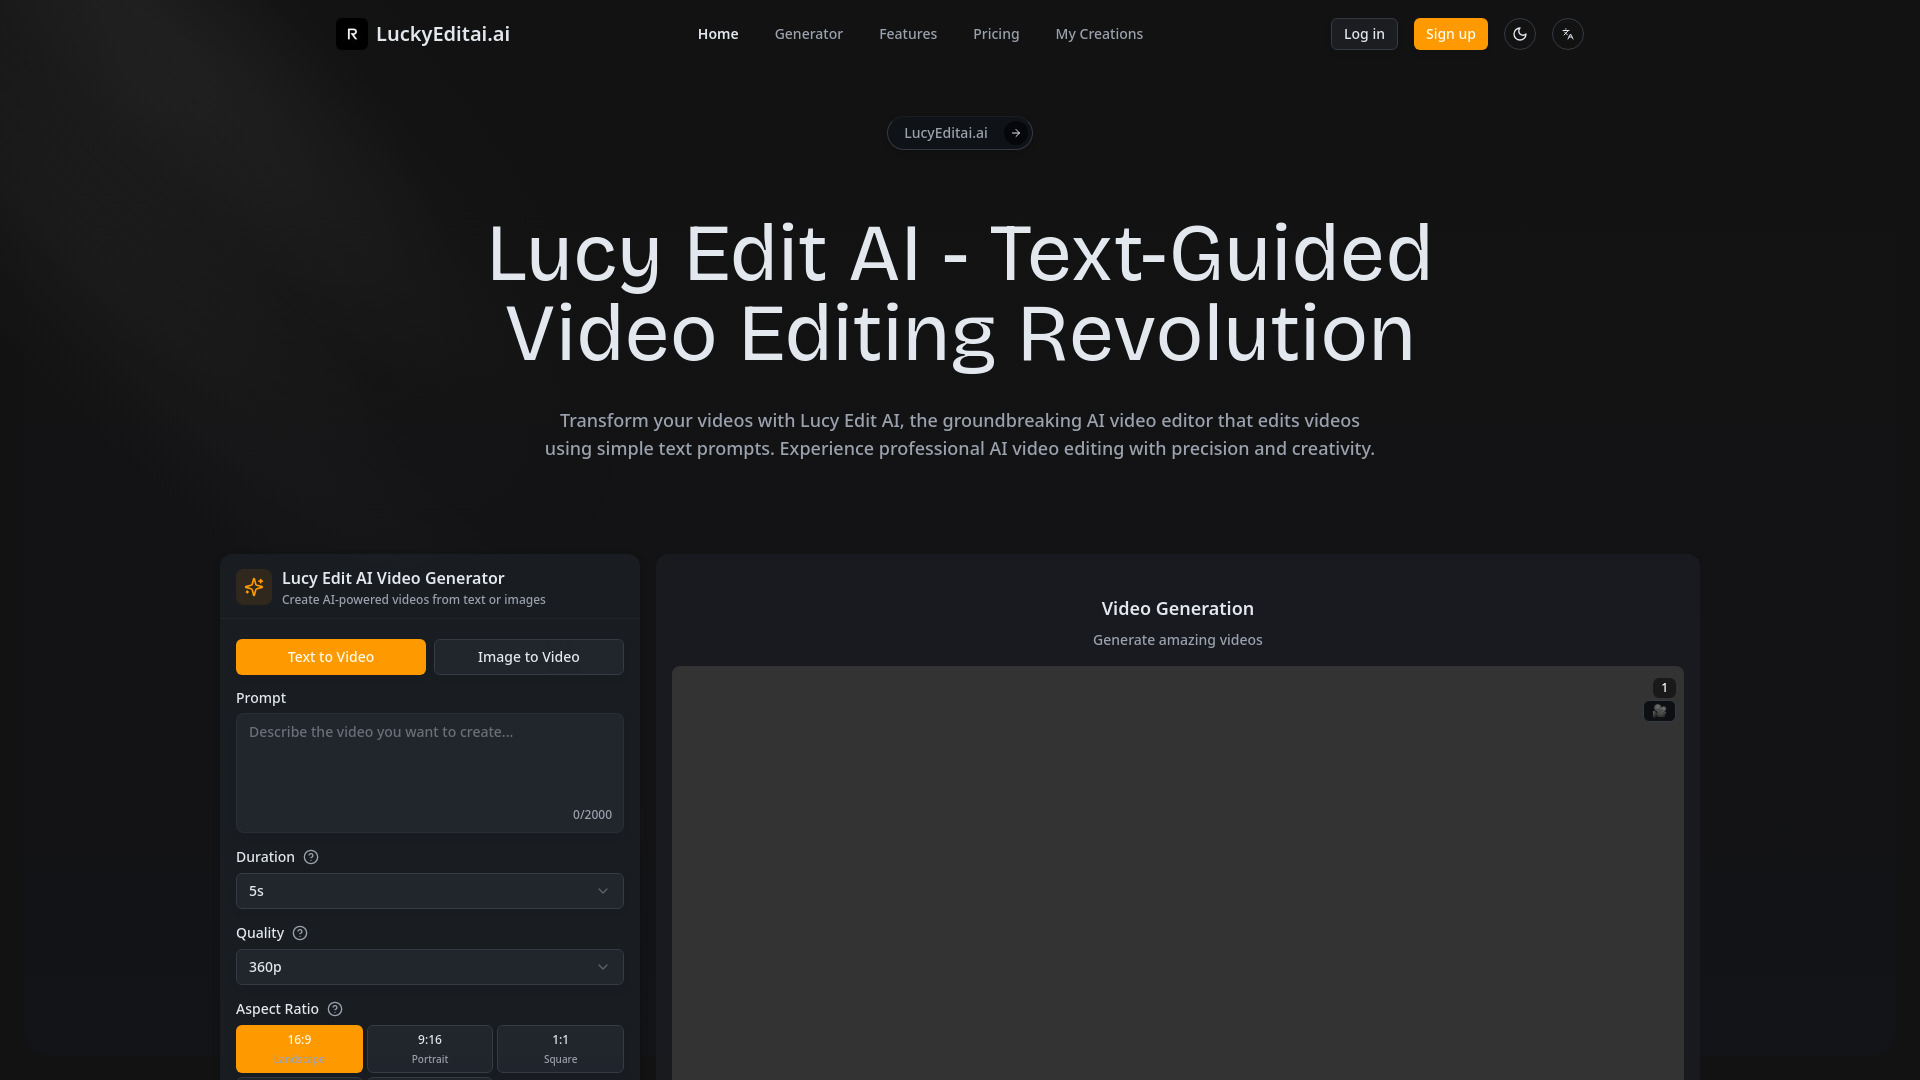 R LuckyEditai.ai
Home
Generator
Features
Pricing
My Creations
Log in
Sign up
LucyEditai.ai
Lucy Edit AI - Text-Guided
Video Editing Revolution
Transform your videos with Lucy Edit AI, the groundbreaking AI video editor that edits videos
using simple text prompts. Experience professional AI video editing with precision and creativity.
Lucy Edit AI Video Generator
Create AI-powered videos from text or images
Text to Video
Image to Video
Prompt
Describe the video you want to create...
0/2000
Duration
5s
Quality
360p
Aspect Ratio
16:9
Landscape
9:16
Portrait
1:1
Square
Video Generation
Generate amazing videos
1